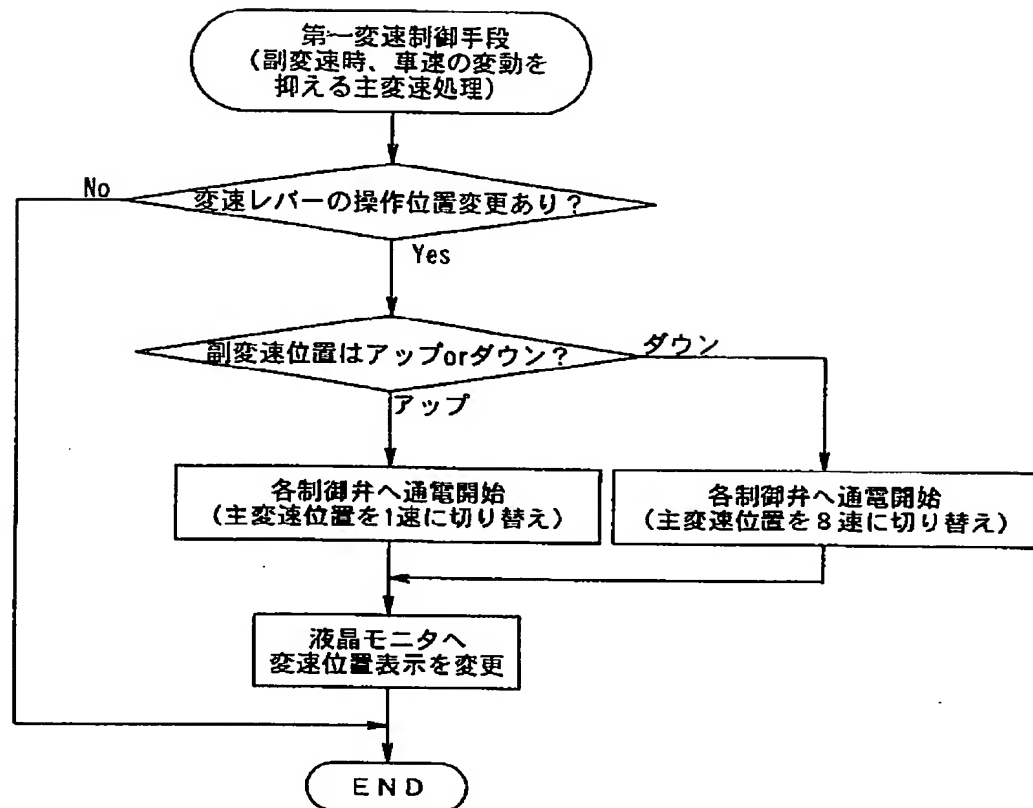 第一変速制御手段
(副変速時、車速の変動を
抑える主変速処理)
No
変速レバーの操作位置変更あり?
Yes
副変速位置はアップorダウン?
ダウン
アップ
各制御弁へ通電開始
(主変速位置を1速に切り替え)
各制御弁へ通電開始
(主変速位置を8速に切り替え)
液晶モニタへ
変速位置表示を変更
END